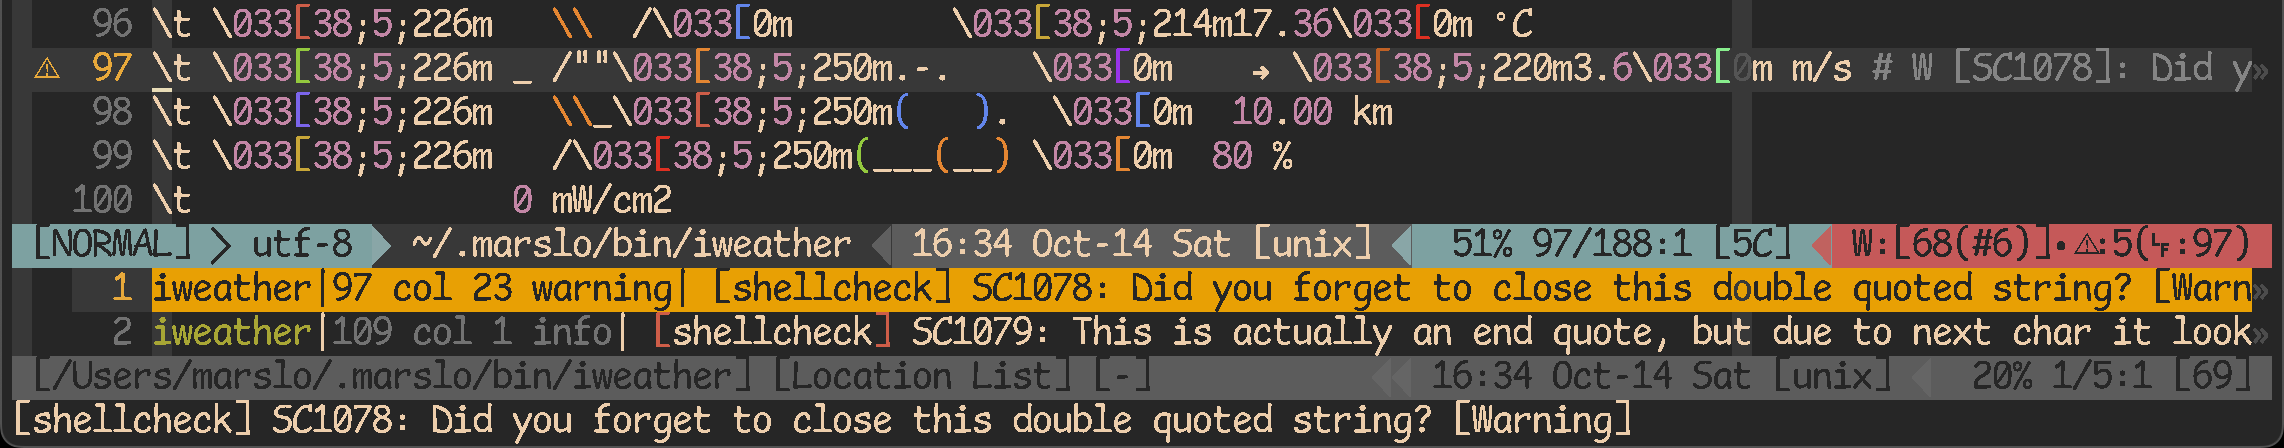 96 \t \033[38;5;226m   \\  /\033[0m        \033[38;5;214m17.36\033[0m °C
⚠ 97 \t \033[38;5;226m _ /""\033[38;5;250m.-.    \033[0m    → \033[38;5;220m3.6\033[0m m/s # W [SC1078]: Did y»
98 \t \033[38;5;226m   \\_\033[38;5;250m(   ).  \033[0m  10.00 km
99 \t \033[38;5;226m   /\033[38;5;250m(___(__) \033[0m  80 %
100 \t                0 mW/cm2
[NORMAL] > utf-8 ~/.marslo/bin/iweather 16:34 Oct-14 Sat [unix] 51% 97/188:1 [5C] W:[68(#6)]•⚠:5(␊:97)
1 iweather|97 col 23 warning| [shellcheck] SC1078: Did you forget to close this double quoted string? [Warn»
2 iweather|109 col 1 info| [shellcheck] SC1079: This is actually an end quote, but due to next char it look»
[/Users/marslo/.marslo/bin/iweather] [Location List] [-] 16:34 Oct-14 Sat [unix] 20% 1/5:1 [69]
[shellcheck] SC1078: Did you forget to close this double quoted string? [Warning]